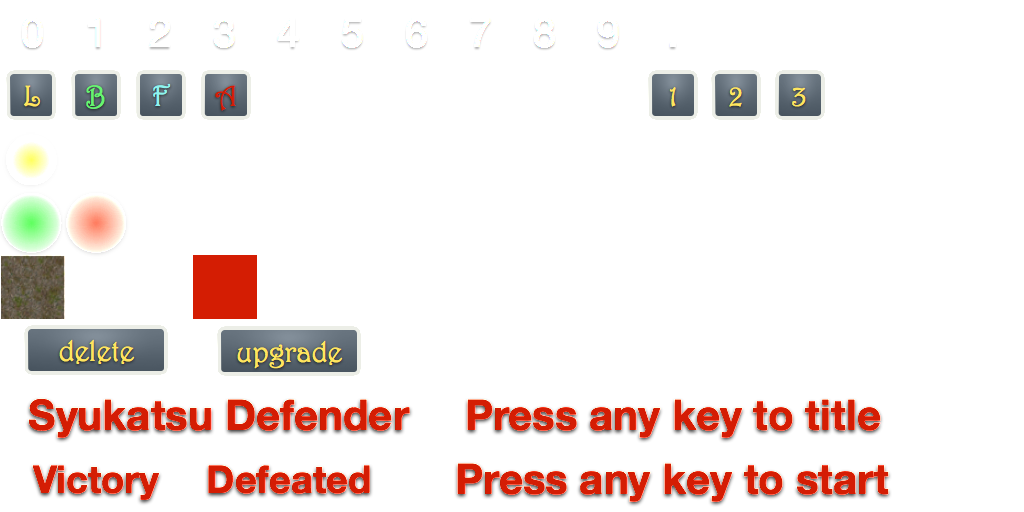 0 1 2 3 4 5 6 7 8 9 .
L B F A 1 2 3
delete upgrade
Syukatsu Defender Press any key to title
Victory Defeated Press any key to start